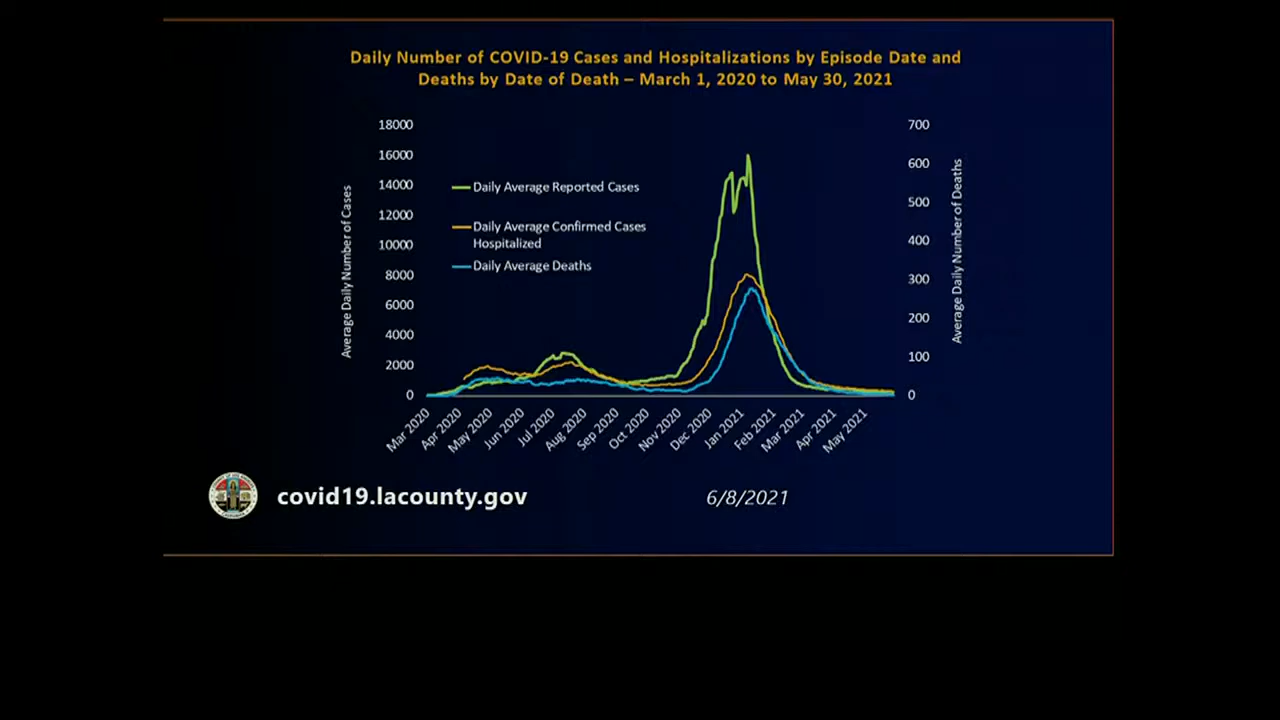 Daily Number of COVID-19 Cases and Hospitalizations by Episode Date and
Deaths by Date of Death – March 1, 2020 to May 30, 2021
18000
16000
14000
12000
10000
8000
6000
4000
2000
0
Average Daily Number of Cases
Daily Average Reported Cases
Daily Average Confirmed Cases
Hospitalized
Daily Average Deaths
700
600
500
400
300
200
100
0
Average Daily Number of Deaths
Mar 2020
Apr 2020
May 2020
Jun 2020
Jul 2020
Aug 2020
Sep 2020
Oct 2020
Nov 2020
Dec 2020
Jan 2021
Feb 2021
Mar 2021
Apr 2021
May 2021
covid19.lacounty.gov
6/8/2021